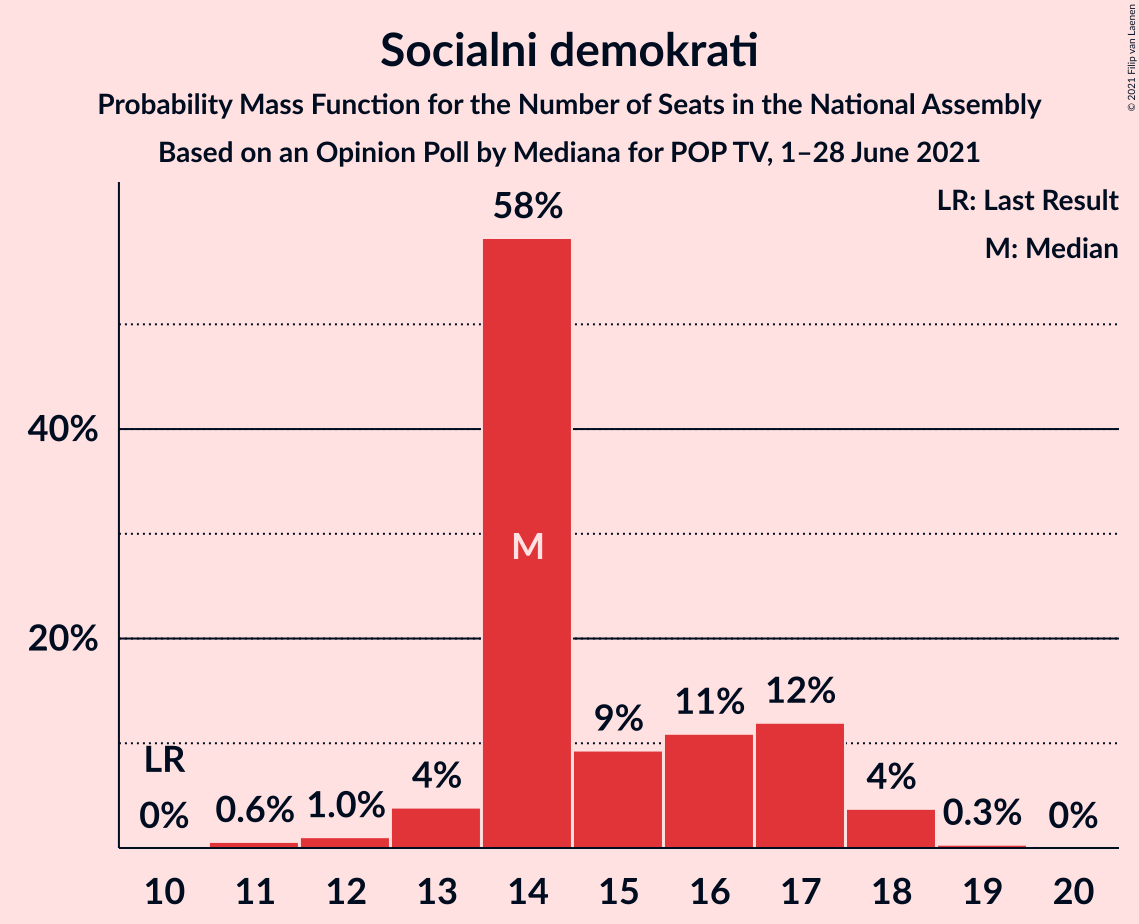 Socialni demokrati
Probability Mass Function for the Number of Seats in the National Assembly
Based on an Opinion Poll by Mediana for POP TV, 1–28 June 2021
© 2021 Filip van Laenen
LR: Last Result
M: Median
58%
40%
M
20%
12%
11%
9%
LR
4%
4%
0%
0.6%
1.0%
0.3%
0%
10 11 12 13 14 15 16 17 18 19 20